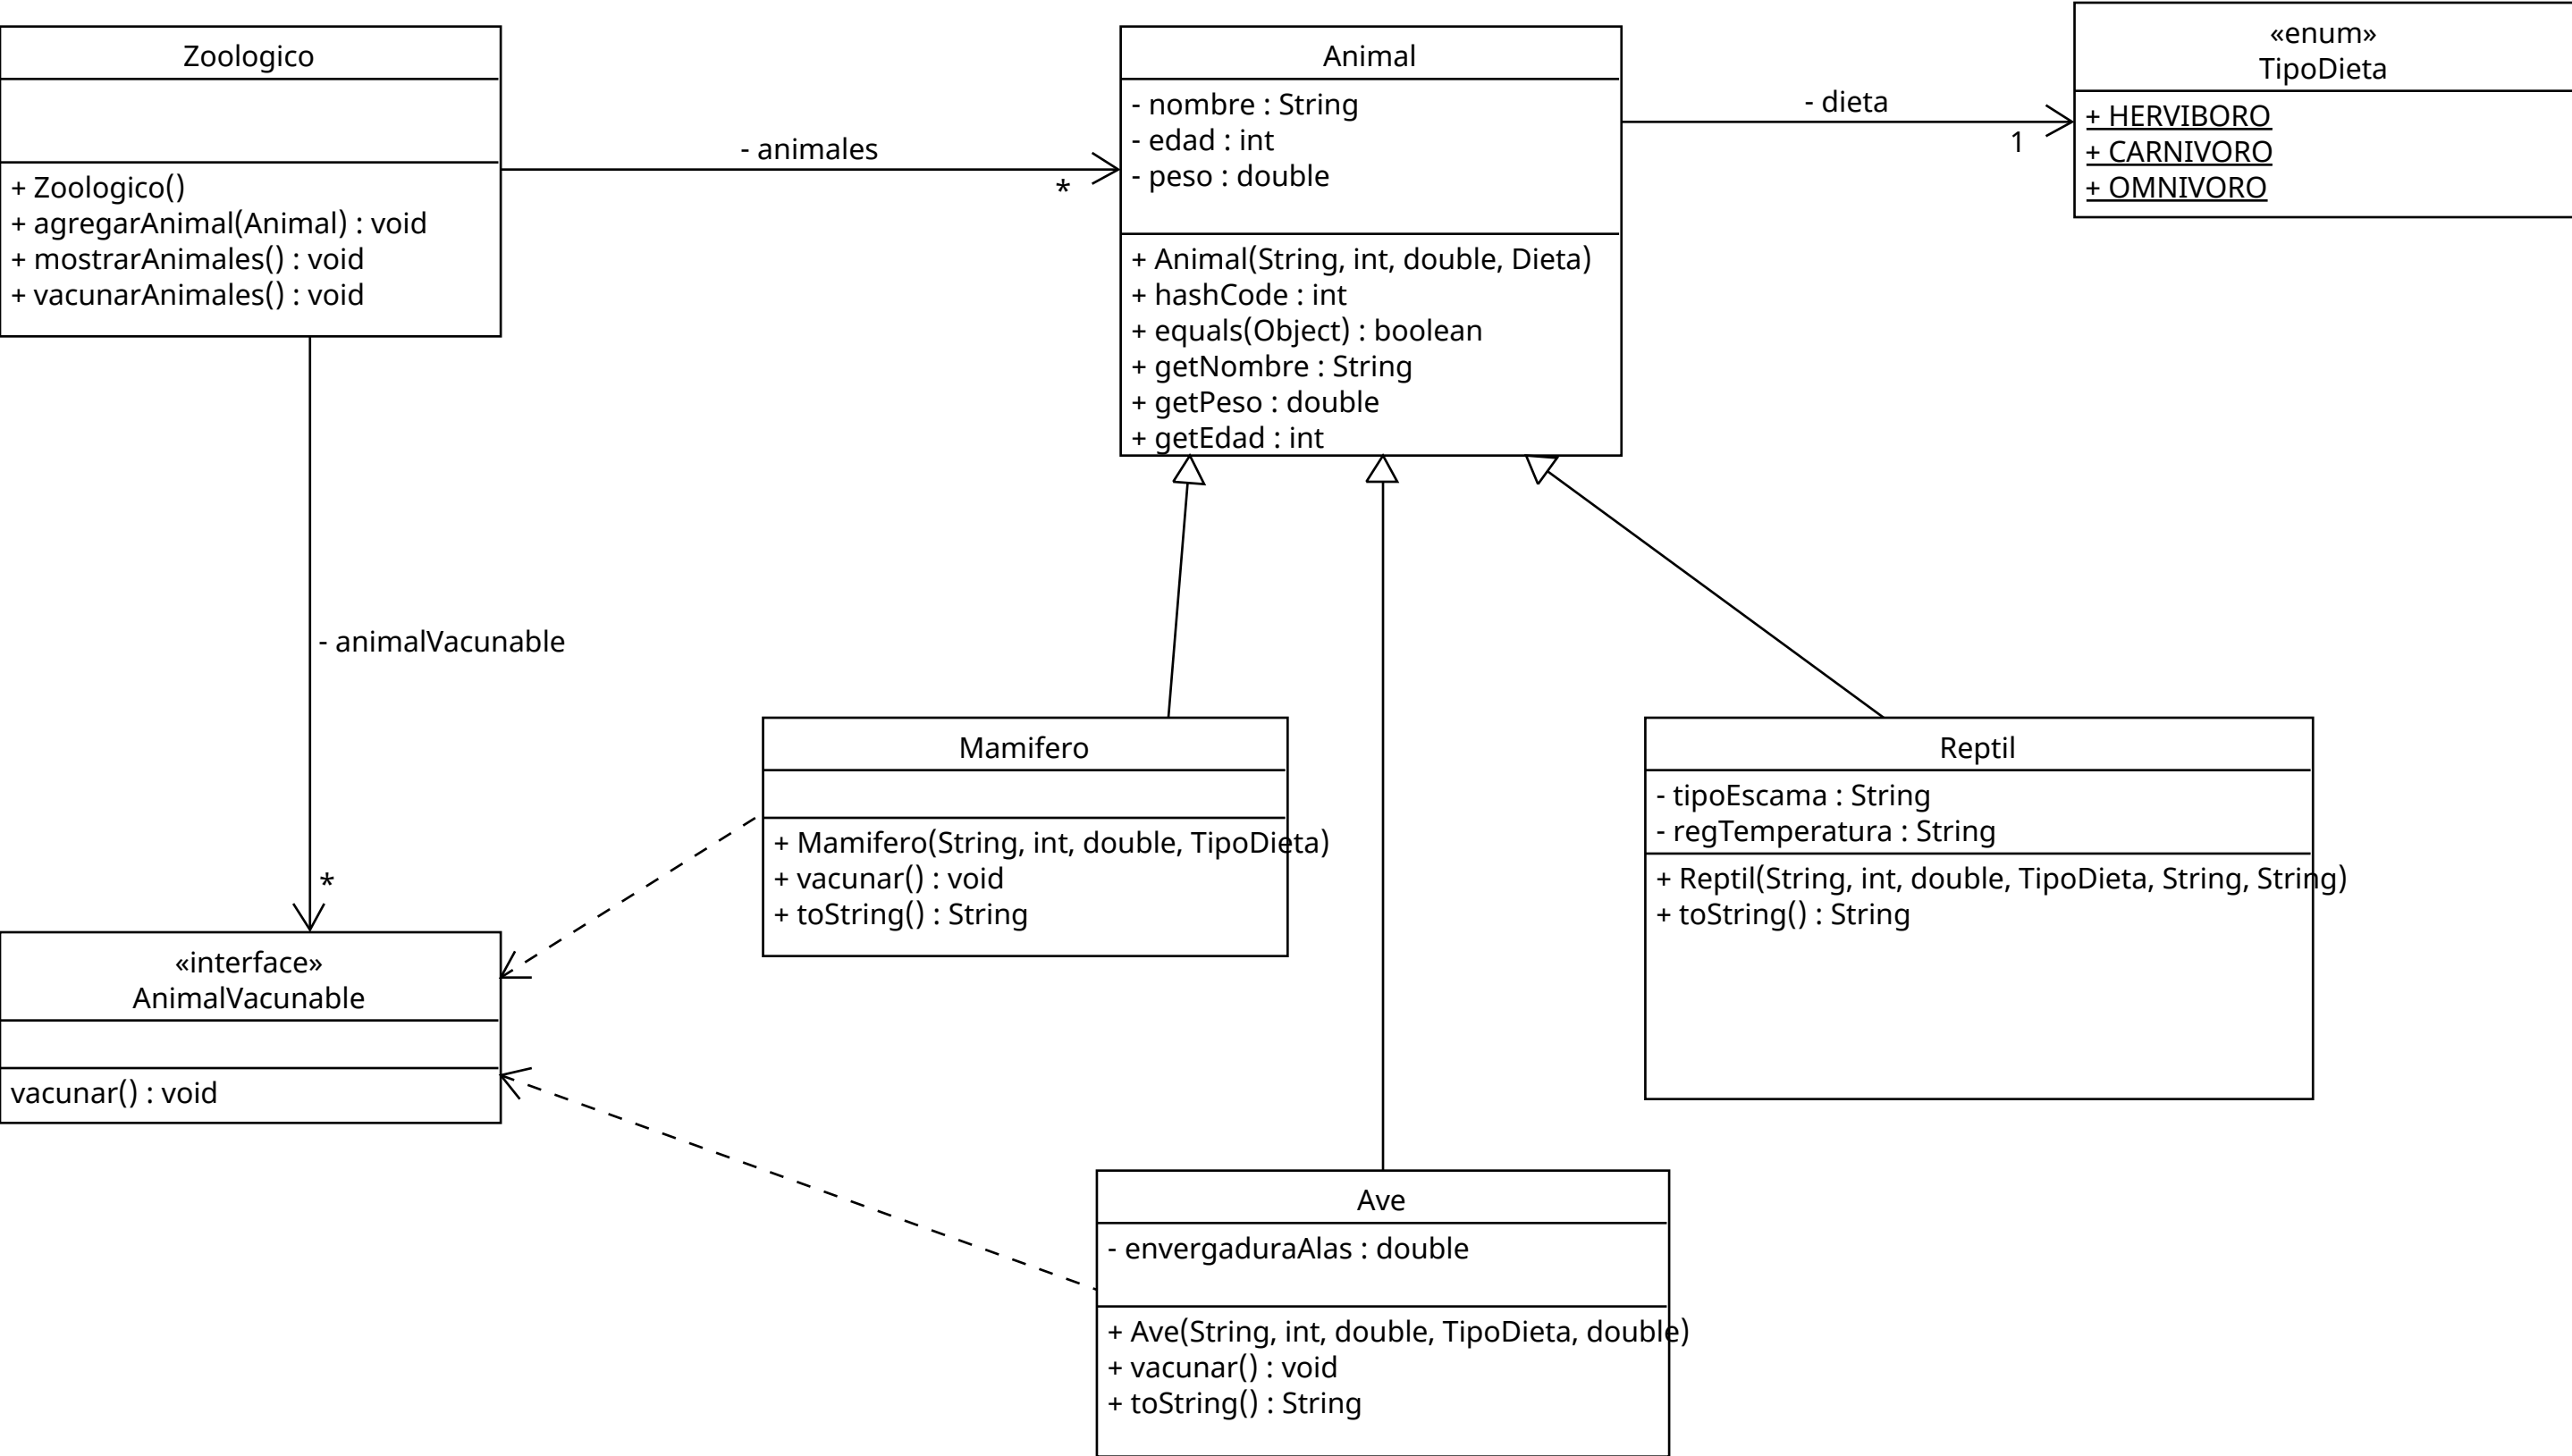 Zoologico
+ Zoologico()
+ agregarAnimal(Animal) : void
+ mostrarAnimales() : void
+ vacunarAnimales() : void
- animales
*
Animal
- nombre : String
- edad : int
- peso : double
+ Animal(String, int, double, Dieta)
+ hashCode : int
+ equals(Object) : boolean
+ getNombre : String
+ getPeso : double
+ getEdad : int
- dieta
1
«enum»
TipoDieta
+ HERVIBORO
+ CARNIVORO
+ OMNIVORO
- animalVacunable
*
Mamifero
+ Mamifero(String, int, double, TipoDieta)
+ vacunar() : void
+ toString() : String
Reptil
- tipoEscama : String
- regTemperatura : String
+ Reptil(String, int, double, TipoDieta, String, String)
+ toString() : String
«interface»
AnimalVacunable
vacunar() : void
Ave
- envergaduraAlas : double
+ Ave(String, int, double, TipoDieta, double)
+ vacunar() : void
+ toString() : String